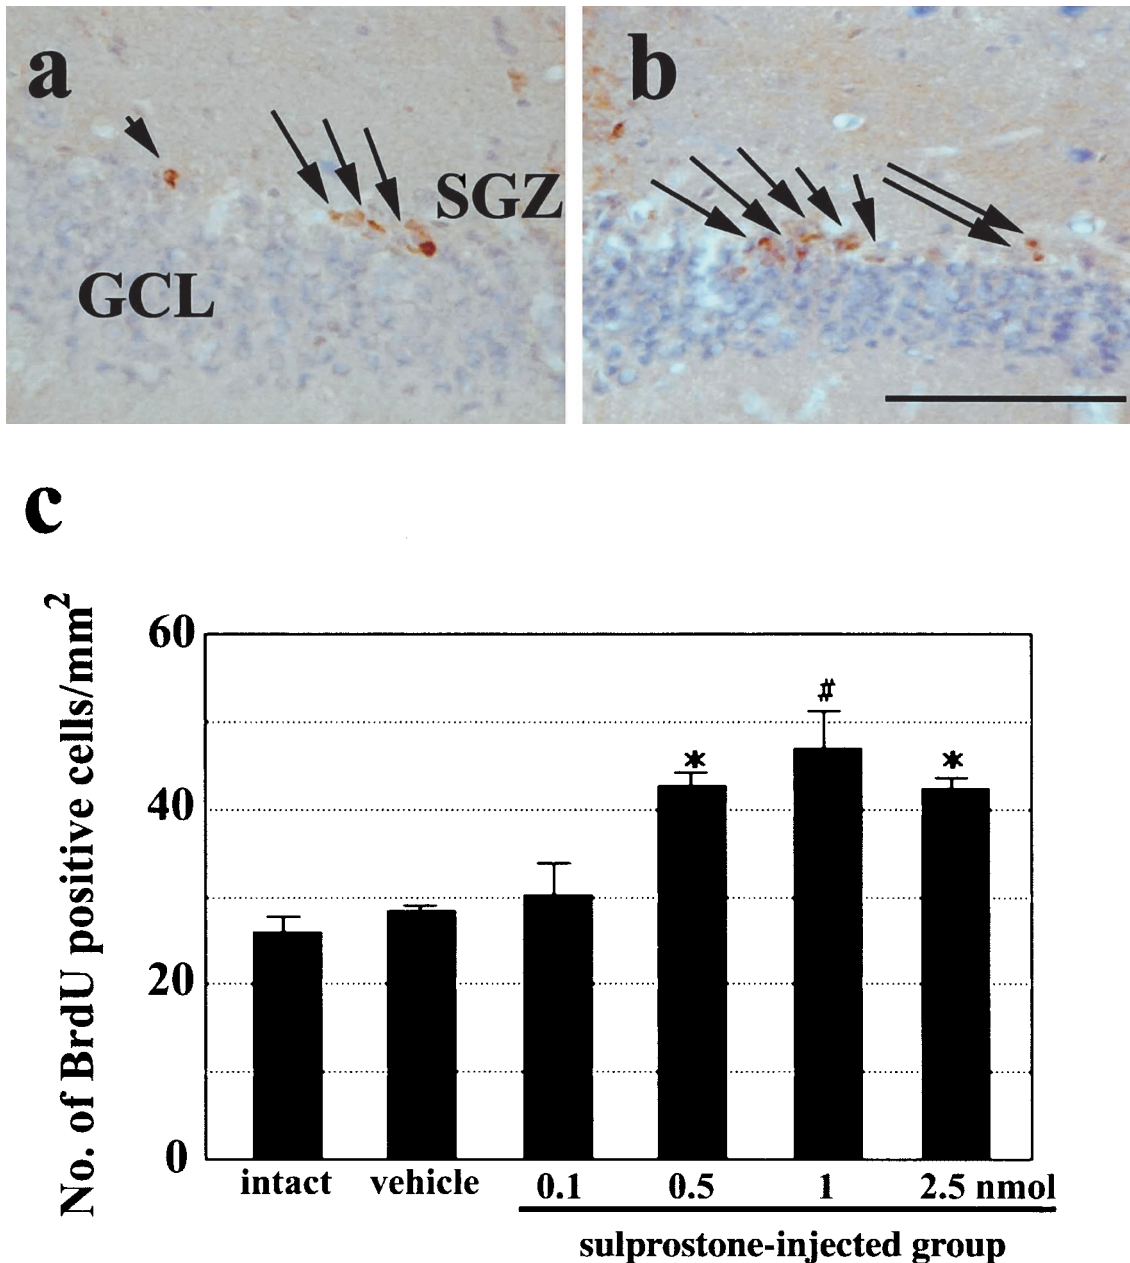 a
b
SGZ
GCL
c
No. of BrdU positive cells/mm²
60
40
20
0
#
*
*
intact vehicle 0.1 0.5 1 2.5 nmol
sulprostone-injected group